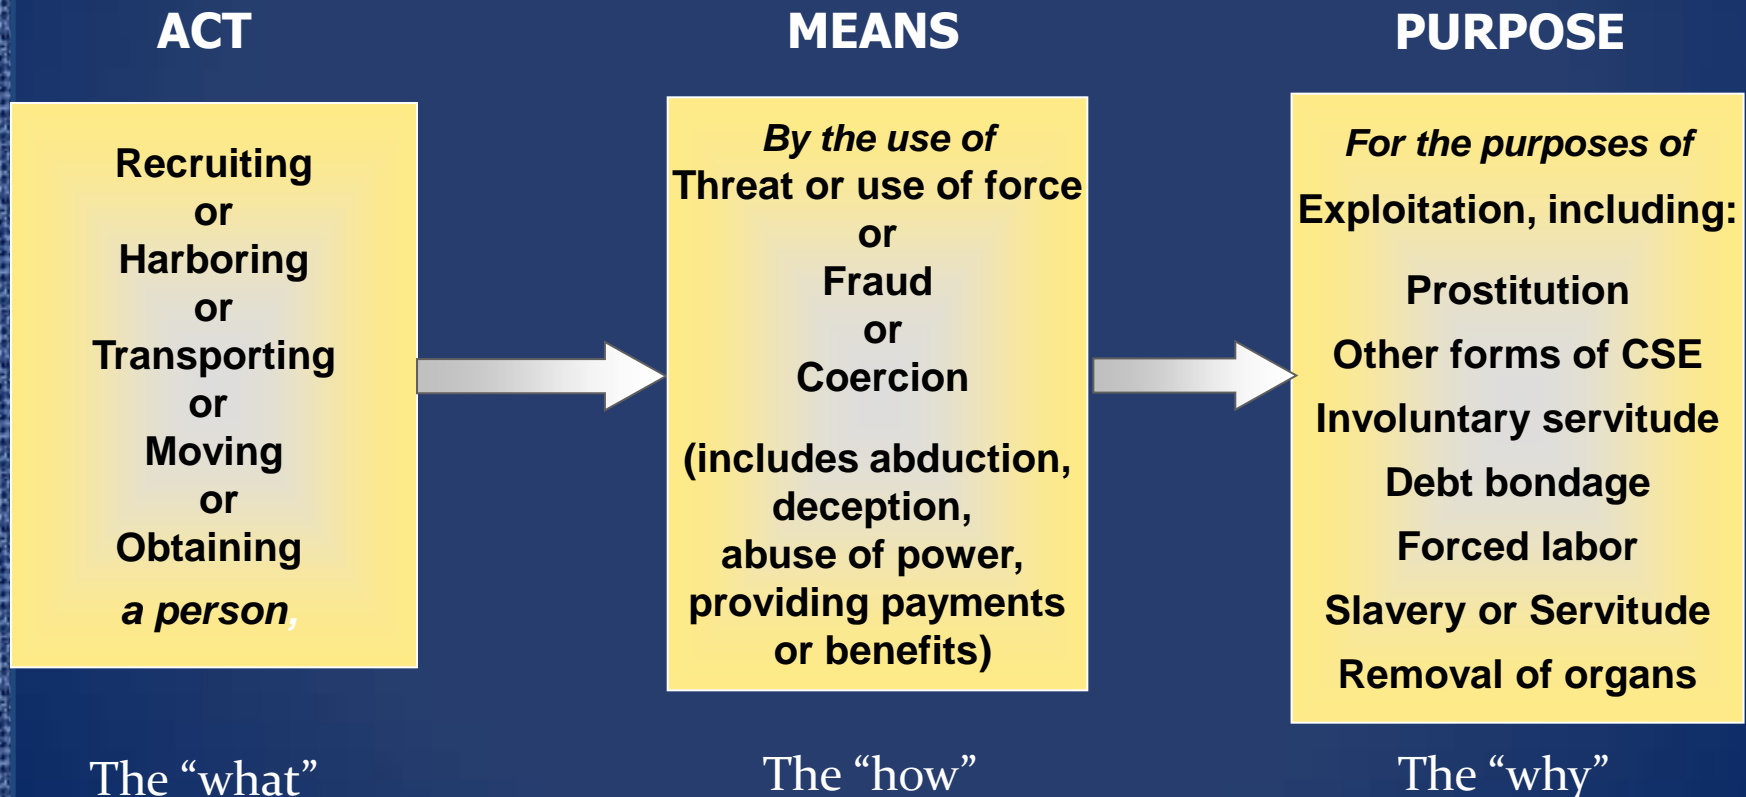 ACT
Recruiting
or
Harboring
or
Transporting
or
Moving
or
Obtaining
a person,
The “what”
MEANS
By the use of
Threat or use of force
or
Fraud
or
Coercion
(includes abduction,
deception,
abuse of power,
providing payments
or benefits)
The “how”
PURPOSE
For the purposes of
Exploitation, including:
Prostitution
Other forms of CSE
Involuntary servitude
Debt bondage
Forced labor
Slavery or Servitude
Removal of organs
The “why”